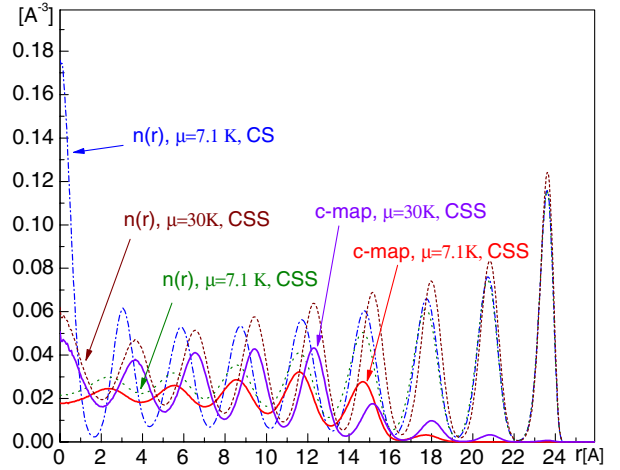 [A⁻³]
0.18
0.16
0.14
0.12
0.10
0.08
0.06
0.04
0.02
0.00
n(r), μ=7.1 K, CS
n(r), μ=30K, CSS
c-map, μ=30K, CSS
c-map, μ=7.1K, CSS
n(r), μ=7.1 K, CSS
0 2 4 6 8 10 12 14 16 18 20 22 24 r[A]